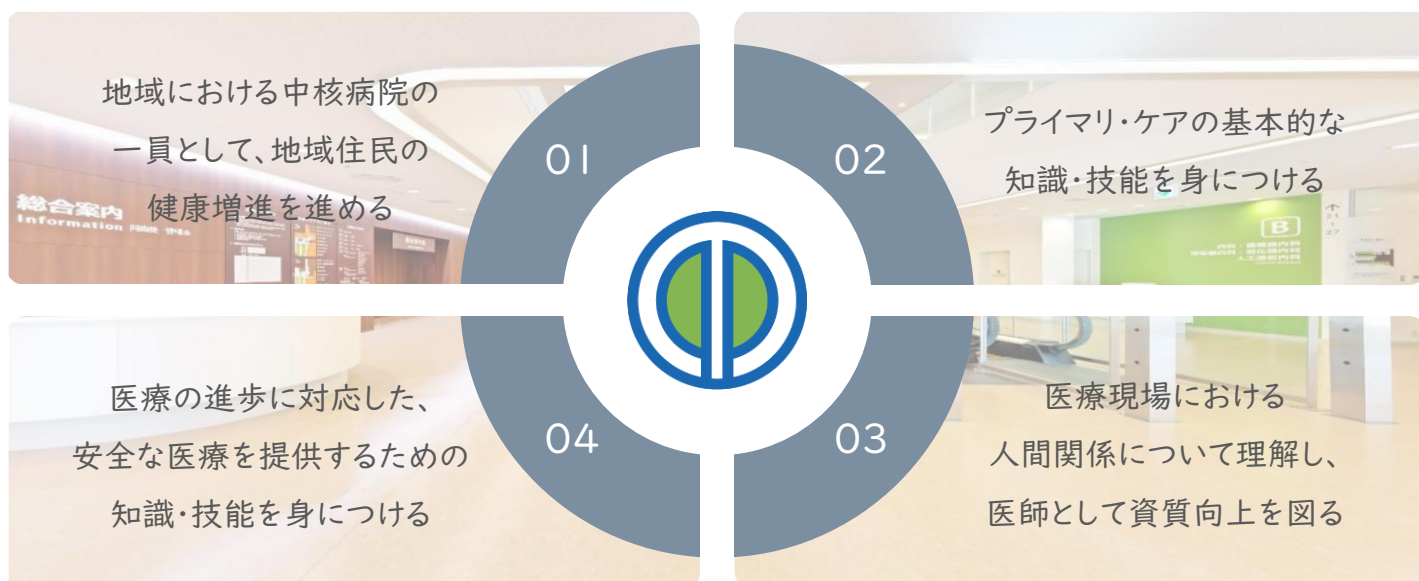 地域における中核病院の
一員として、地域住民の
健康増進を進める
01
02
プライマリ・ケアの基本的な
知識・技能を身につける
総合案内
Information
B
医療の進歩に対応した、
安全な医療を提供するための
知識・技能を身につける
04
03
医療現場における
人間関係について理解し、
医師として資質向上を図る